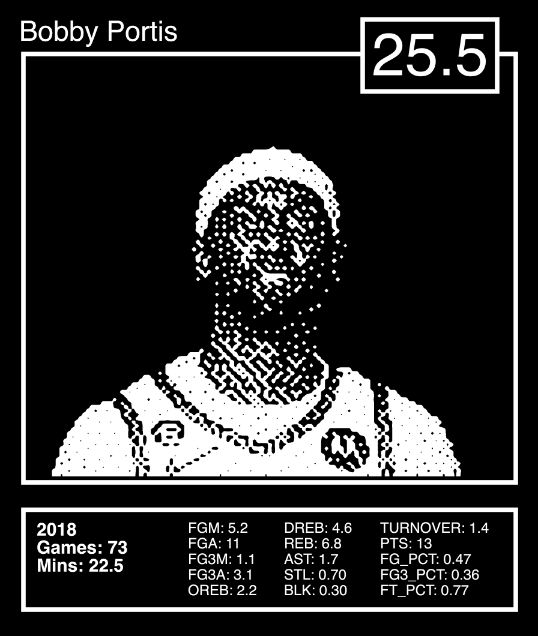 Bobby Portis
25.5
2018
Games: 73
Mins: 22.5
FGM: 5.2
FGA: 11
FG3M: 1.1
FG3A: 3.1
OREB: 2.2
DREB: 4.6
REB: 6.8
AST: 1.7
STL: 0.70
BLK: 0.30
TURNOVER: 1.4
PTS: 13
FG_PCT: 0.47
FG3_PCT: 0.36
FT_PCT: 0.77